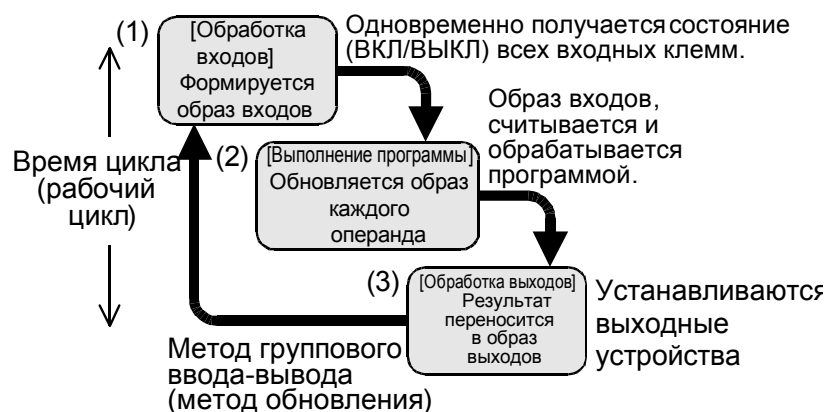 (1)
[Обработка
входов]
Формируется
образ входов
Одновременно получается состояние
(ВКЛ/ВЫКЛ) всех входных клемм.
Образ входов,
считывается и
обрабатывается
программой.
Время цикла
(рабочий
цикл)
(2)
[Выполнение программы]
Обновляется образ
каждого
операнда
(3)
[Обработка выходов]
Результат
переносится
в образ
выходов
Устанавливаются
выходные
устройства
Метод группового
ввода-вывода
(метод обновления)